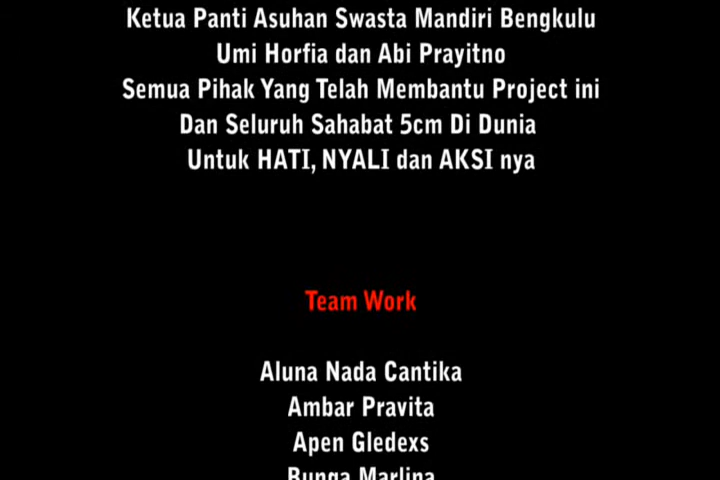 Ketua Panti Asuhan Swasta Mandiri Bengkulu
Umi Horfia dan Abi Prayitno
Semua Pihak Yang Telah Membantu Project ini
Dan Seluruh Sahabat 5cm Di Dunia
Untuk HATI, NYALI dan AKSI nya
Team Work
Aluna Nada Cantika
Ambar Pravita
Apen Gledexs
Bunga Marlina